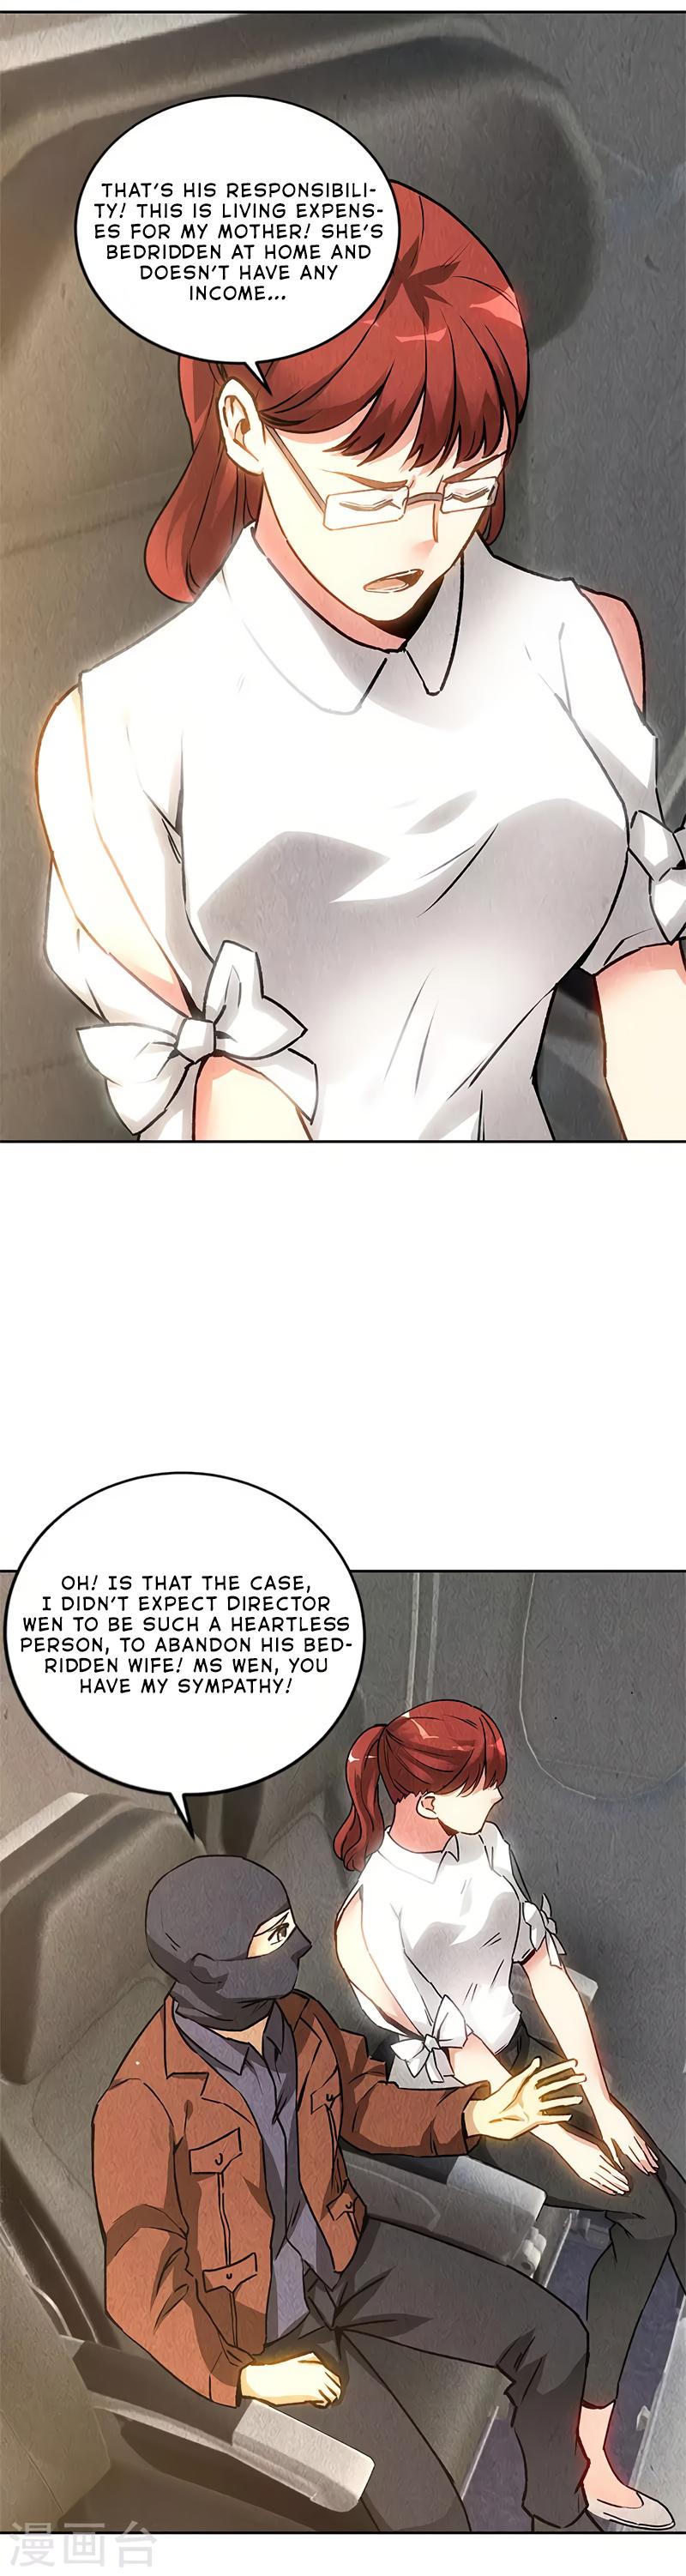 THAT'S HIS RESPONSIBILI-
TY! THIS IS LIVING EXPENS-
ES FOR MY MOTHER! SHE'S
BEDRIDDEN AT HOME AND
DOESN'T HAVE ANY
INCOME...
OH! IS THAT THE CASE,
I DIDN'T EXPECT DIRECTOR
WEN TO BE SUCH A HEARTLESS
PERSON, TO ABANDON HIS BED-
RIDDEN WIFE! MS WEN, YOU
HAVE MY SYMPATHY!
漫画台